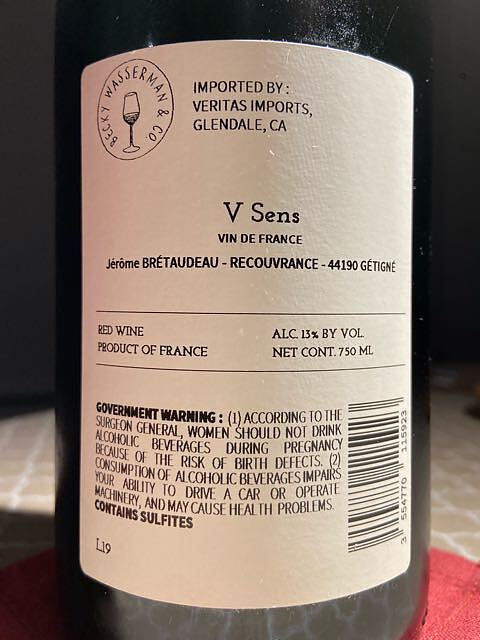 BECKY WASSERMAN & CO.
IMPORTED BY :
VERITAS IMPORTS,
GLENDALE, CA
V Sens
VIN DE FRANCE
Jérôme BRÉTAUDEAU - RECOUVRANCE - 44190 GÉTIGNÉ
RED WINE
PRODUCT OF FRANCE
ALC. 13% BY VOL.
NET CONT. 750 ML
GOVERNMENT WARNING : (1) ACCORDING TO THE
SURGEON GENERAL, WOMEN SHOULD NOT DRINK
ALCOHOLIC BEVERAGES DURING PREGNANCY
BECAUSE OF THE RISK OF BIRTH DEFECTS. (2)
CONSUMPTION OF ALCOHOLIC BEVERAGES IMPAIRS
YOUR ABILITY TO DRIVE A CAR OR OPERATE
MACHINERY, AND MAY CAUSE HEALTH PROBLEMS.
CONTAINS SULFITES
3 554770 115923
L19